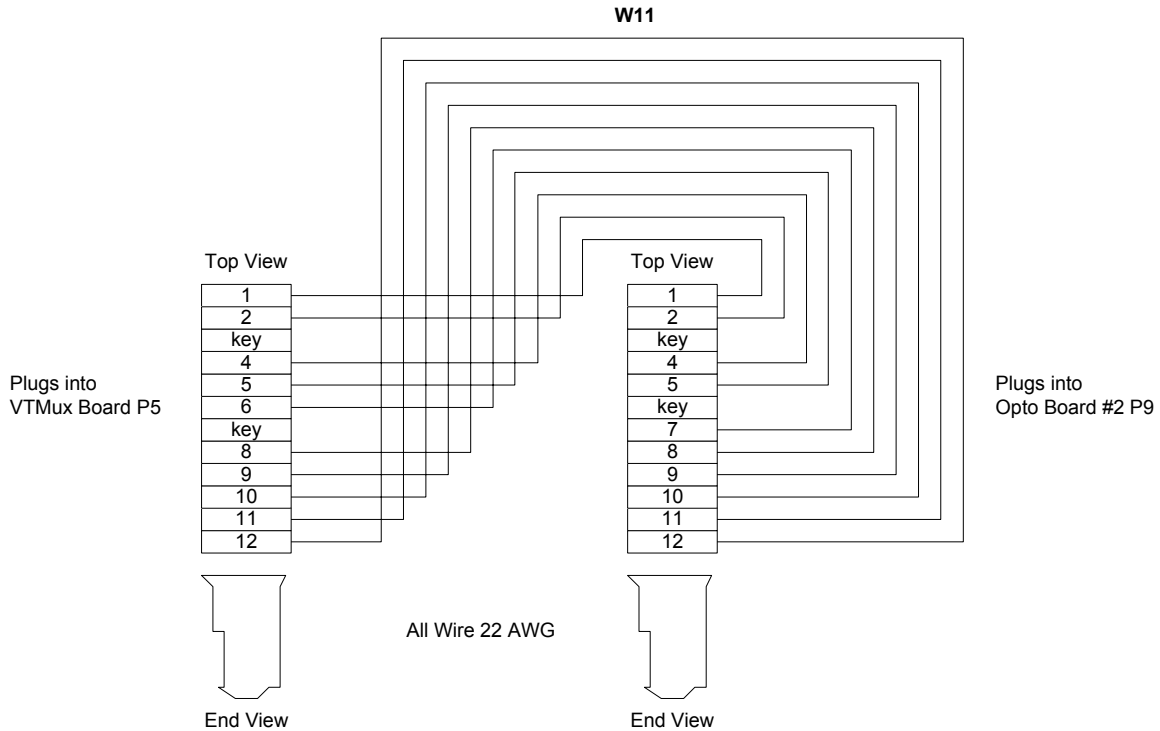 W11
Top View
1
2
key
4
5
6
key
8
9
10
11
12
Plugs into
VTMux Board P5
End View
All Wire 22 AWG
Top View
1
2
key
4
5
key
7
8
9
10
11
12
Plugs into
Opto Board #2 P9
End View